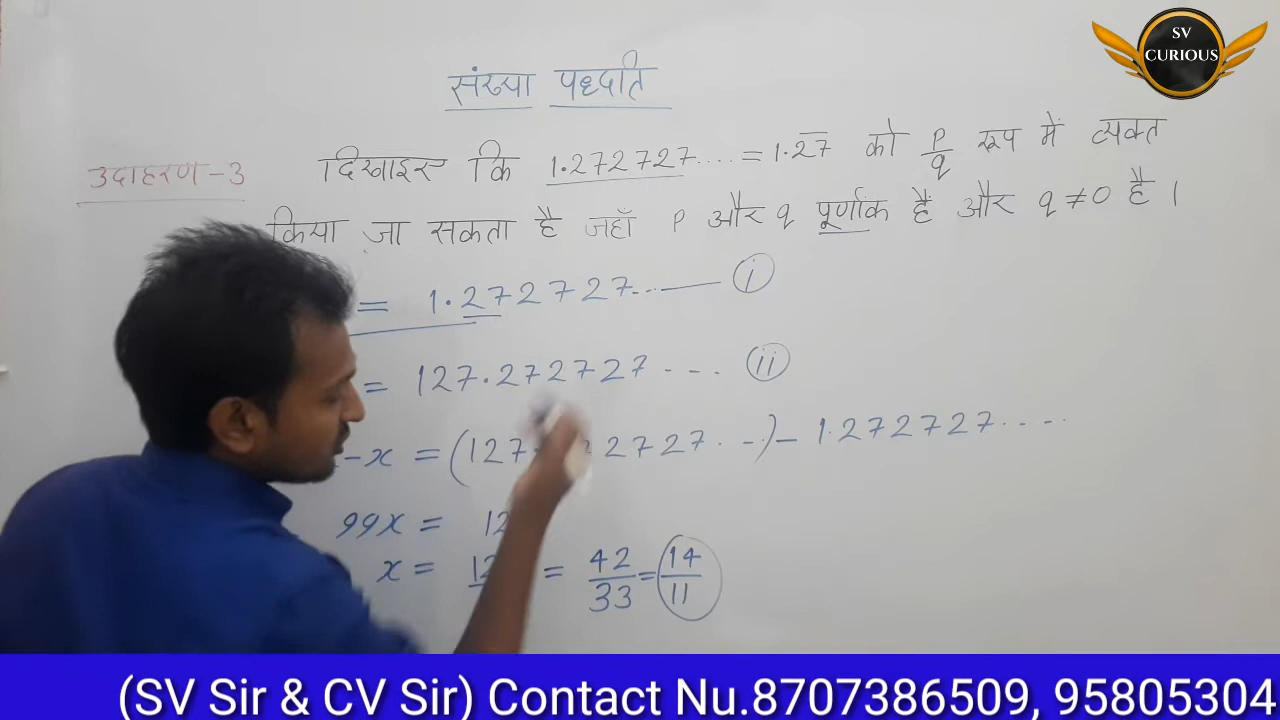 SV
CURIOUS
संख्या पध्दति
उदाहरण-3 दिखाइए कि 1.272727.... = 1.27̅ को p/q रूप में व्यक्त
किया जा सकता है जहाँ p और q पूर्णाक है और q ≠ 0 है ।
= 1.272727... (i)
= 127.272727 --- (ii)
-x = (127. 2727.--) - 1.272727....
99x = 12
x = 12 = 42/33 = 14/11
(SV Sir & CV Sir) Contact Nu.8707386509, 95805304